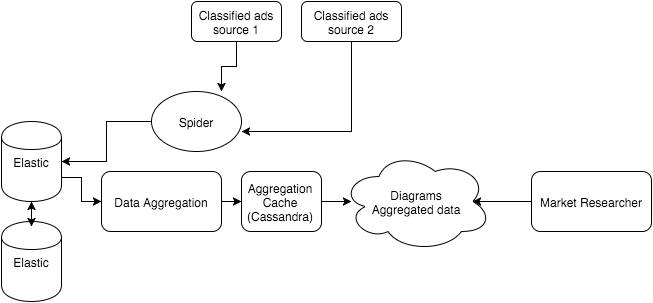 Classified ads
source 1
Classified ads
source 2
Spider
Elastic
Data Aggregation
Aggregation
Cache
(Cassandra)
Diagrams
Aggregated data
Market Researcher
Elastic